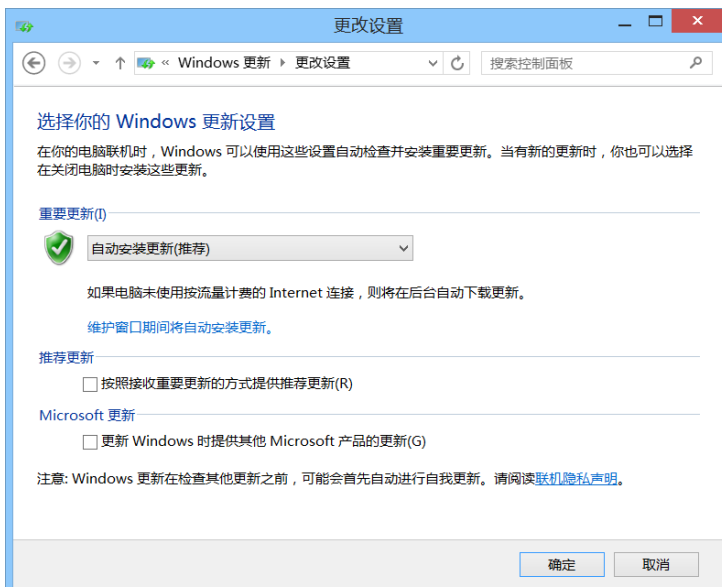 更改设置
« Windows 更新 ▸ 更改设置
搜索控制面板
选择你的 Windows 更新设置
在你的电脑联机时，Windows 可以使用这些设置自动检查并安装重要更新。当有新的更新时，你也可以选择
在关闭电脑时安装这些更新。
重要更新(I)
自动安装更新(推荐)
如果电脑未使用按流量计费的 Internet 连接，则将在后台自动下载更新。
维护窗口期间将自动安装更新。
推荐更新
按照接收重要更新的方式提供推荐更新(R)
Microsoft 更新
更新 Windows 时提供其他 Microsoft 产品的更新(G)
注意: Windows 更新在检查其他更新之前，可能会首先自动进行自我更新。请阅读联机隐私声明。
确定
取消